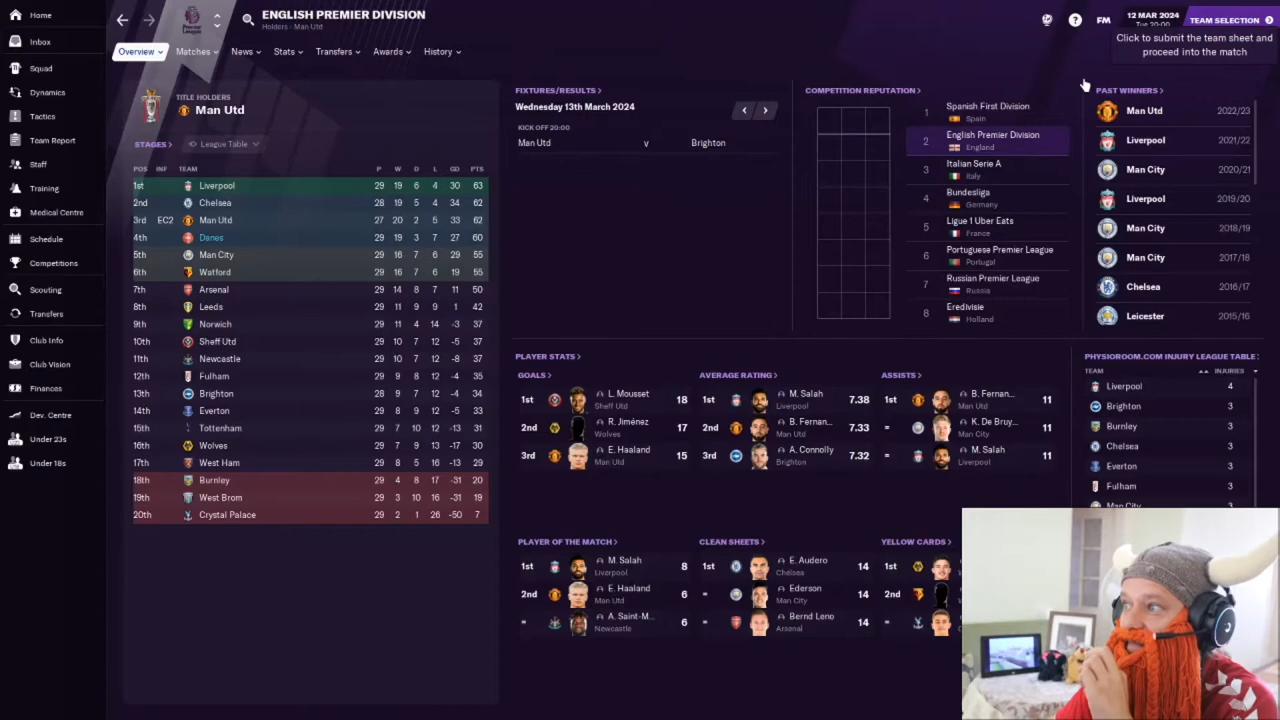 Home
Inbox
Squad
Dynamics
Tactics
Team Report
Staff
Training
Medical Centre
Schedule
Competitions
Scouting
Transfers
Club Info
Club Vision
Finances
Dev. Centre
Under 23s
Under 18s
ENGLISH PREMIER DIVISION
Holders - Man Utd
? FM 12 MAR 2024
Tue 20:00
TEAM SELECTION
Click to submit the team sheet and
proceed into the match
Overview Matches News Stats Transfers Awards History
TITLE HOLDERS
Man Utd
STAGES > League Table
POS INF TEAM P W D L GD PTS
1st Liverpool 29 19 6 4 30 63
2nd Chelsea 28 19 5 4 34 62
3rd EC2 Man Utd 27 20 2 5 33 62
4th Danes 29 19 3 7 27 60
5th Man City 29 16 7 6 29 55
6th Watford 29 16 7 6 19 55
7th Arsenal 29 14 8 7 11 50
8th Leeds 29 11 9 9 1 42
9th Norwich 29 11 4 14 -3 37
10th Sheff Utd 29 10 7 12 -5 37
11th Newcastle 29 10 7 12 -8 37
12th Fulham 29 9 8 12 -4 35
13th Brighton 28 9 7 12 -4 34
14th Everton 29 8 9 12 -5 33
15th Tottenham 29 7 10 12 -13 31
16th Wolves 29 7 9 13 -17 30
17th West Ham 29 8 5 16 -13 29
18th Burnley 29 4 8 17 -31 20
19th West Brom 29 3 10 16 -31 19
20th Crystal Palace 29 2 1 26 -50 7
FIXTURES/RESULTS >
Wednesday 13th March 2024
KICK OFF 20:00
Man Utd v Brighton
COMPETITION REPUTATION >
1 Spanish First Division
Spain
2 English Premier Division
England
3 Italian Serie A
Italy
4 Bundesliga
Germany
5 Ligue 1 Uber Eats
France
6 Portuguese Premier League
Portugal
7 Russian Premier League
Russia
8 Eredivisie
Holland
PAST WINNERS >
Man Utd 2022/23
Liverpool 2021/22
Man City 2020/21
Liverpool 2019/20
Man City 2018/19
Man City 2017/18
Chelsea 2016/17
Leicester 2015/16
PLAYER STATS >
GOALS >
1st L. Mousset 18
Sheff Utd
2nd R. Jiménez 17
Wolves
3rd E. Haaland 15
Man Utd
AVERAGE RATING >
1st M. Salah 7.38
Liverpool
2nd B. Fernan... 7.33
Man Utd
3rd A. Connolly 7.32
Brighton
ASSISTS >
1st B. Fernan... 11
Man Utd
= K. De Bruy... 11
Man City
= M. Salah 11
Liverpool
PHYSIOROOM.COM INJURY LEAGUE TABLE
TEAM INJURIES
Liverpool 4
Brighton 3
Burnley 3
Chelsea 3
Everton 3
Fulham 3
Man City
PLAYER OF THE MATCH >
1st M. Salah 8
Liverpool
2nd E. Haaland 6
Man Utd
= A. Saint-M... 6
Newcastle
CLEAN SHEETS >
1st E. Audero 14
Chelsea
= Ederson 14
Man City
= Bernd Leno 14
Arsenal
YELLOW CARDS >
1st
2nd
=